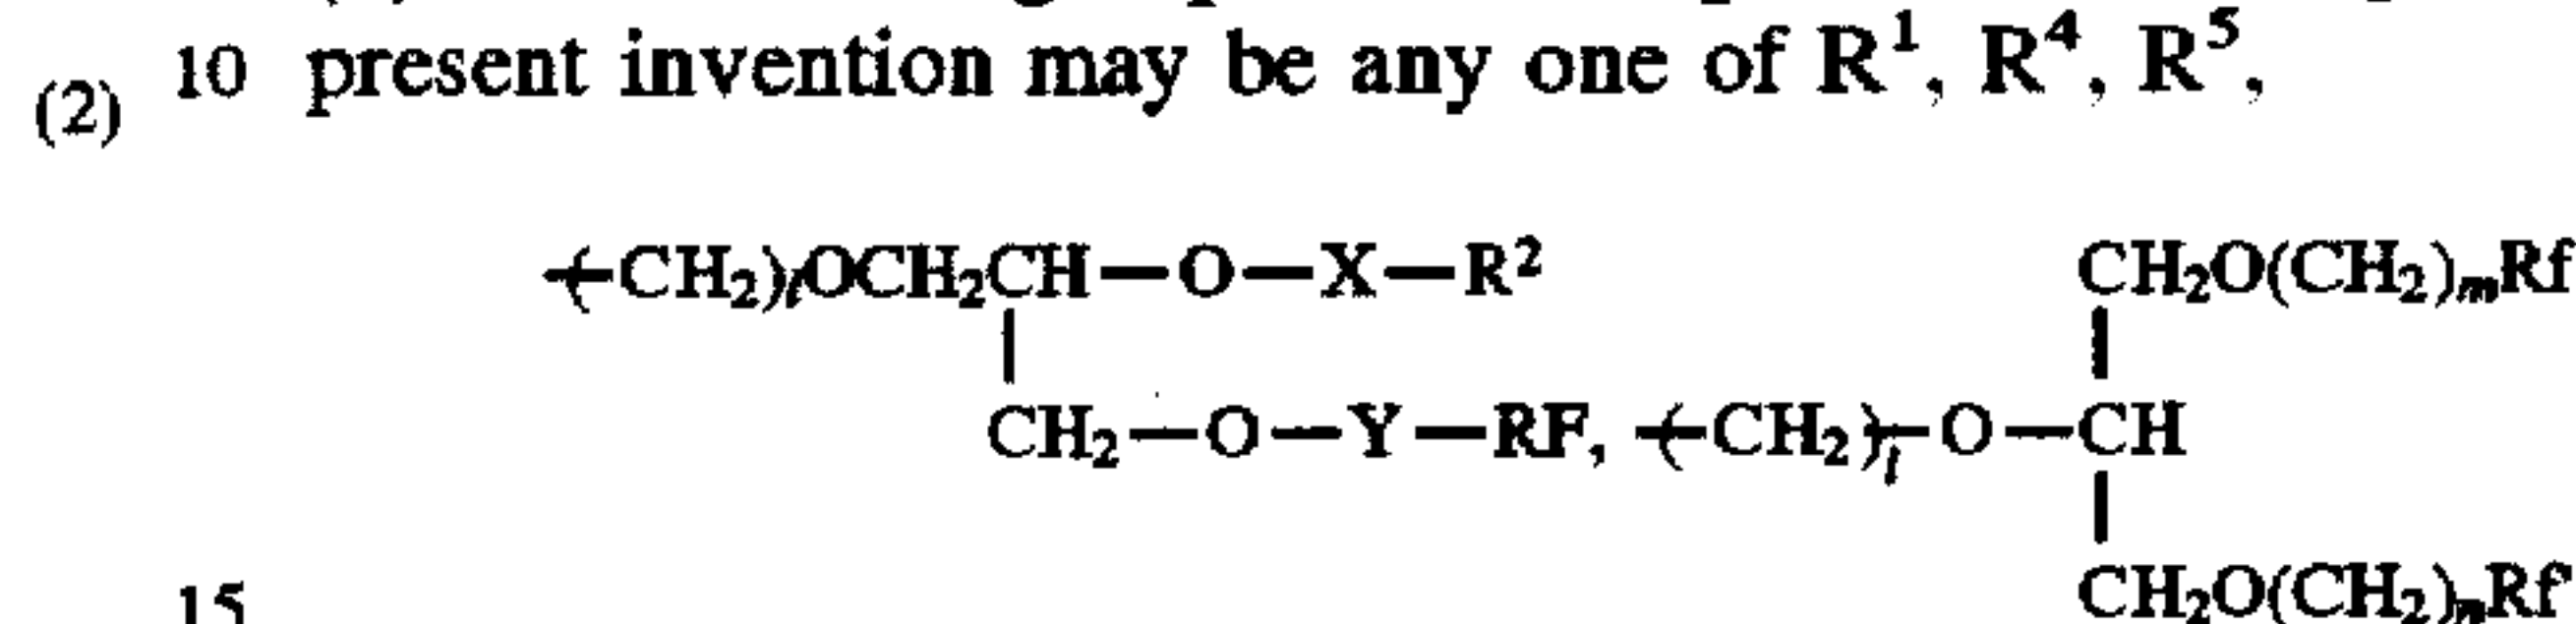 (2) 10 present invention may be any one of R¹, R⁴, R⁵,
(CH₂)ₗOCH₂CH—O—X—R² CH₂O(CH₂)ₘRf
CH₂—O—Y—RF, (CH₂)ₗ—O—CH
15 CH₂O(CH₂)ₙRf'